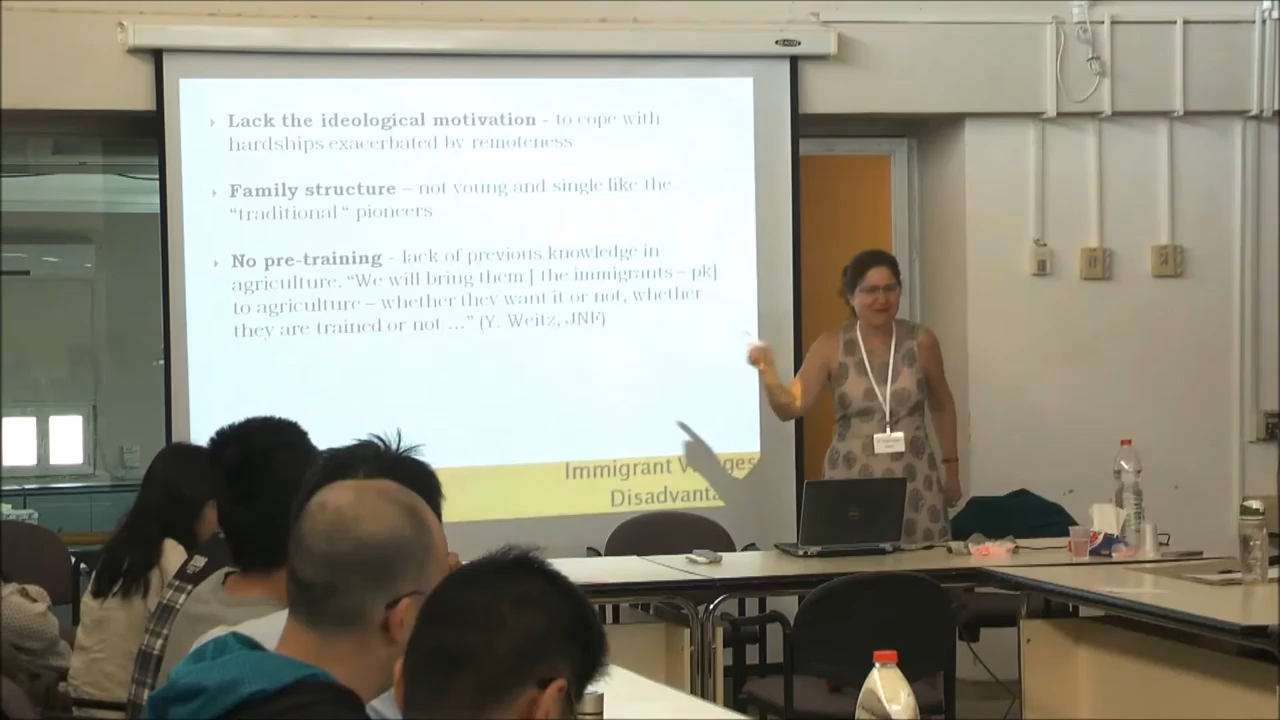 Lack the ideological motivation - to cope with
hardships exacerbated by remoteness
Family structure – not young and single like the
"traditional" pioneers
No pre-training - lack of previous knowledge in
agriculture. "We will bring them [ the immigrants – pk]
to agriculture – whether they want it or not, whether
they are trained or not ..." (Y. Weitz, JNF)
Immigrant
Disadvanta
DELL